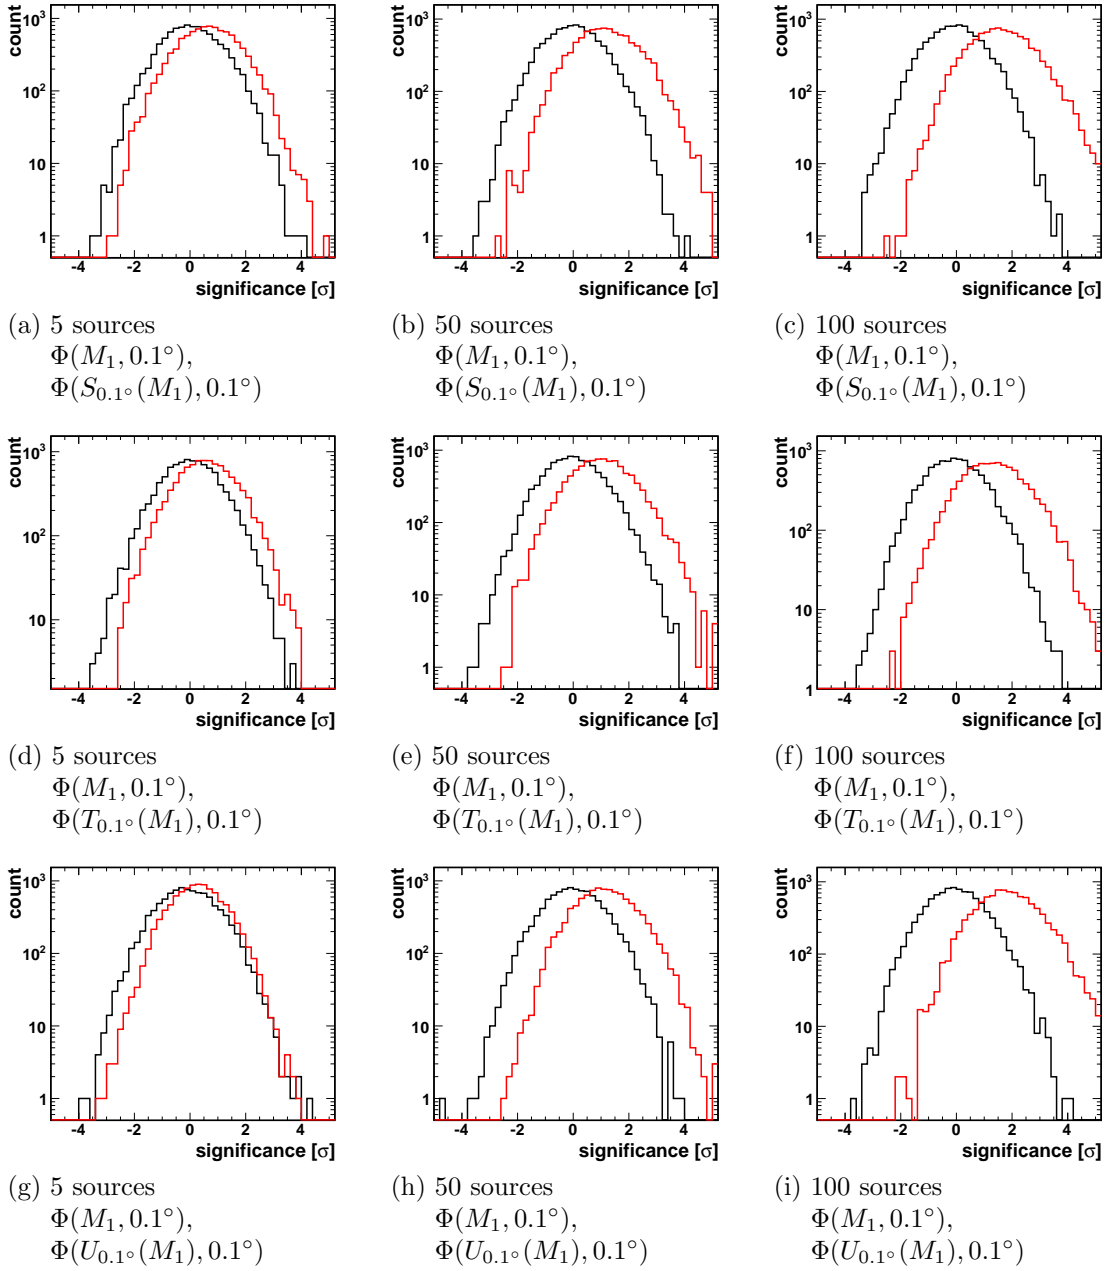 count
10³
10²
10
1
-4 -2 0 2 4
significance [σ]
count
10³
10²
10
1
-4 -2 0 2 4
significance [σ]
count
10³
10²
10
1
-4 -2 0 2 4
significance [σ]
(a) 5 sources
Φ(M₁, 0.1°),
Φ(S₀.₁°(M₁), 0.1°)
(b) 50 sources
Φ(M₁, 0.1°),
Φ(S₀.₁°(M₁), 0.1°)
(c) 100 sources
Φ(M₁, 0.1°),
Φ(S₀.₁°(M₁), 0.1°)
count
10³
10²
10
-4 -2 0 2 4
significance [σ]
count
10³
10²
10
1
-4 -2 0 2 4
significance [σ]
count
10³
10²
10
1
-4 -2 0 2 4
significance [σ]
(d) 5 sources
Φ(M₁, 0.1°),
Φ(T₀.₁°(M₁), 0.1°)
(e) 50 sources
Φ(M₁, 0.1°),
Φ(T₀.₁°(M₁), 0.1°)
(f) 100 sources
Φ(M₁, 0.1°),
Φ(T₀.₁°(M₁), 0.1°)
count
10³
10²
10
1
-4 -2 0 2 4
significance [σ]
count
10³
10²
10
1
-4 -2 0 2 4
significance [σ]
count
10³
10²
10
1
-4 -2 0 2 4
significance [σ]
(g) 5 sources
Φ(M₁, 0.1°),
Φ(U₀.₁°(M₁), 0.1°)
(h) 50 sources
Φ(M₁, 0.1°),
Φ(U₀.₁°(M₁), 0.1°)
(i) 100 sources
Φ(M₁, 0.1°),
Φ(U₀.₁°(M₁), 0.1°)